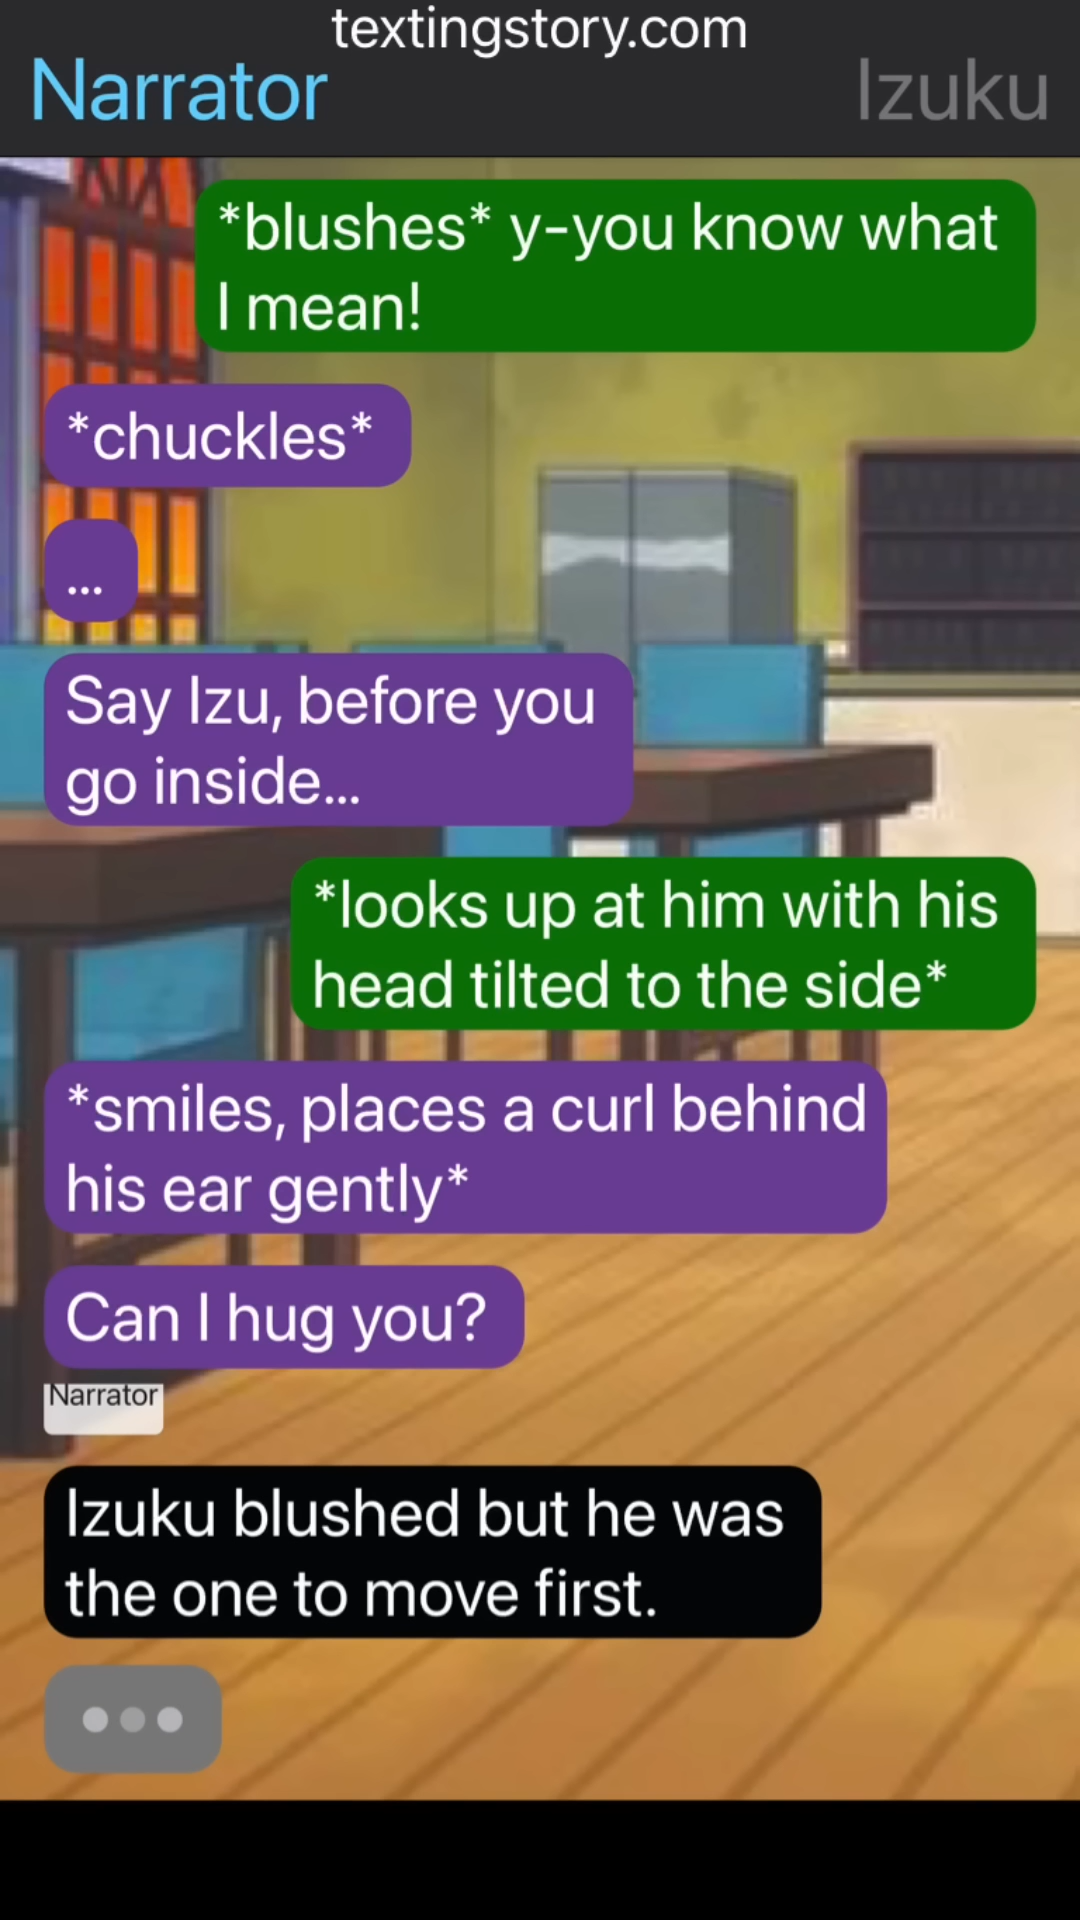 textingstory.com
Narrator
Izuku
*blushes* y-you know what
I mean!
*chuckles*
...
Say Izu, before you
go inside...
*looks up at him with his
head tilted to the side*
*smiles, places a curl behind
his ear gently*
Can I hug you?
Narrator
Izuku blushed but he was
the one to move first.